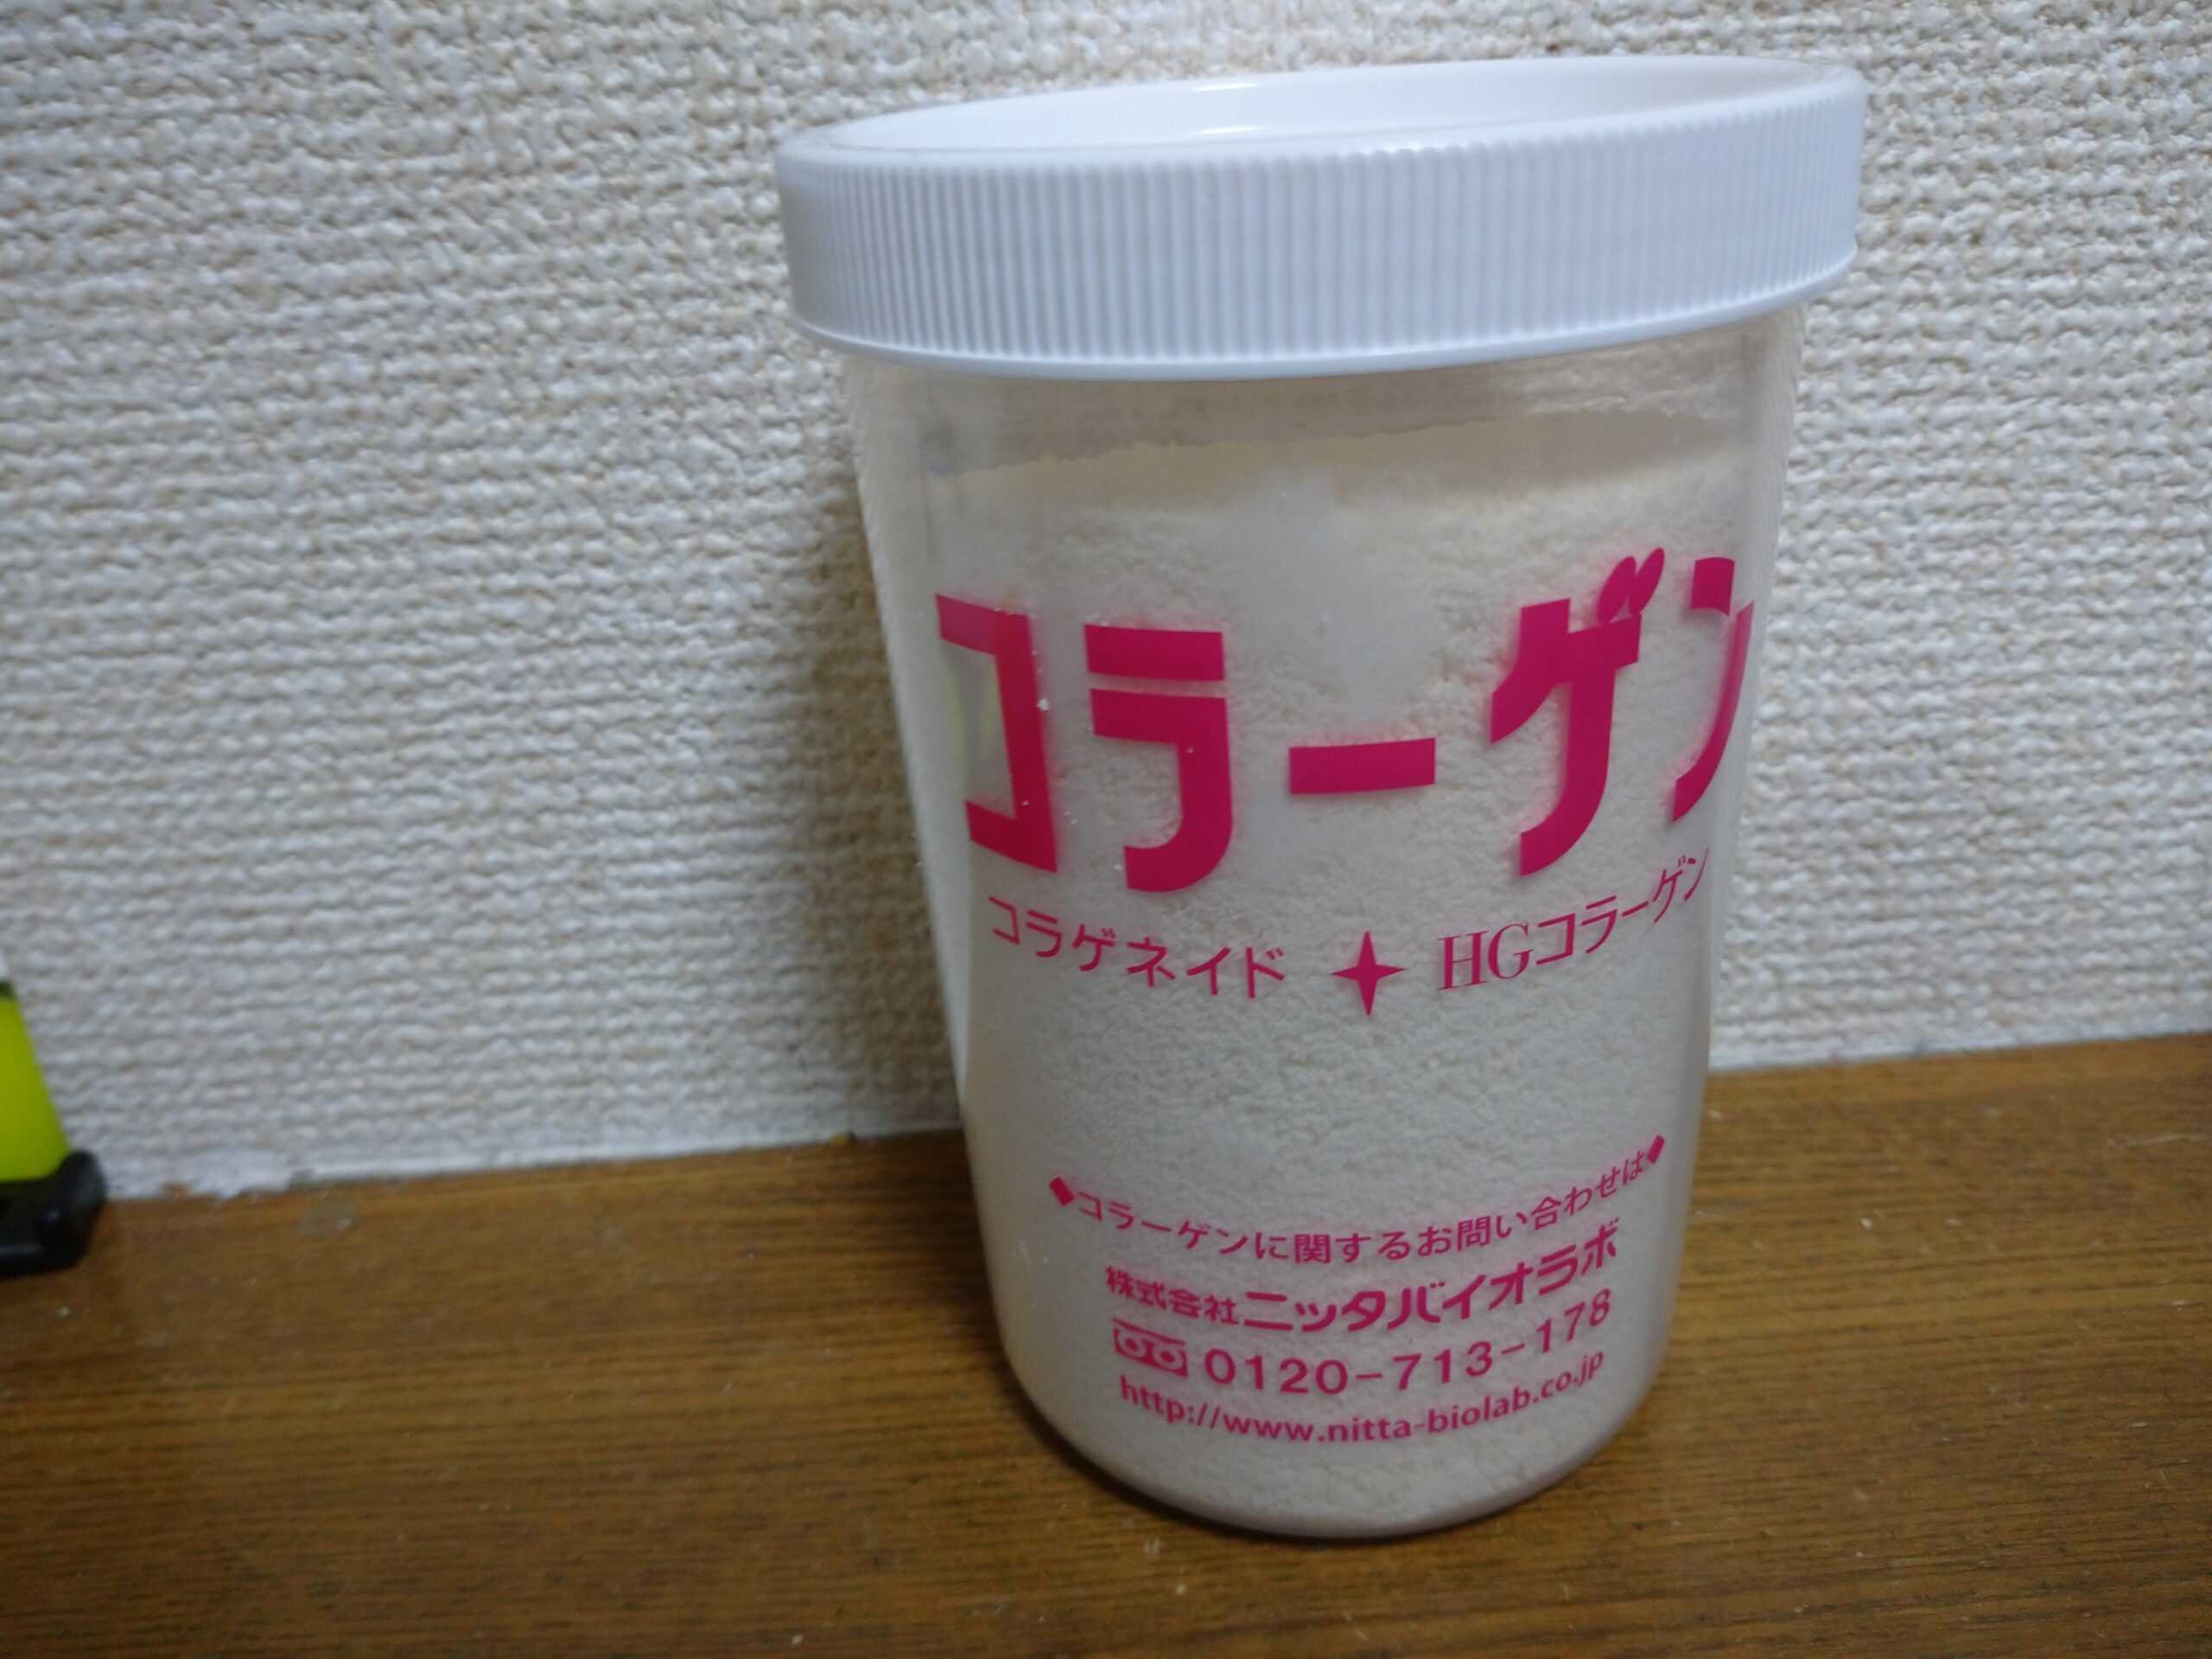 コラーゲン
コラゲネイド ✦ HGコラーゲン
◆コラーゲンに関するお問い合わせは◆
株式会社ニッタバイオラボ
0120-713-178
http://www.nitta-biolab.co.jp